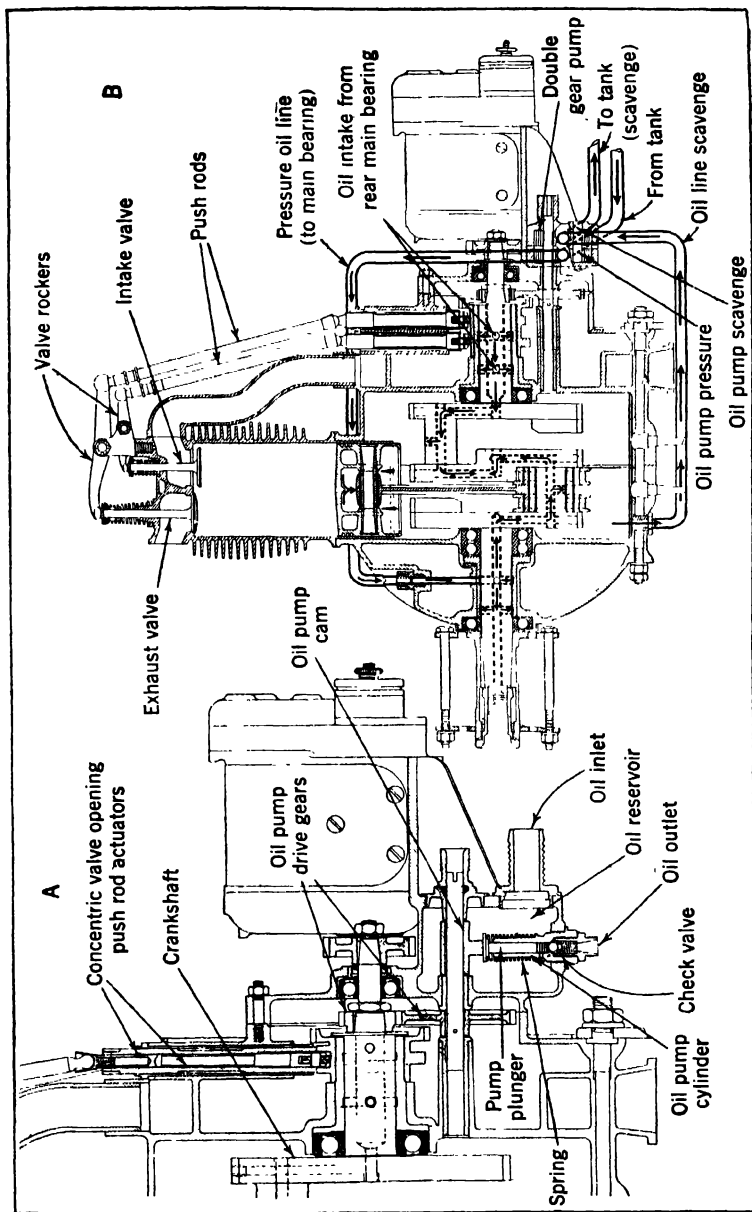 A
Concentric valve opening
push rod actuators
Crankshaft
Oil pump
drive gears
Oil pump
cam
Oil inlet
Oil reservoir
Oil outlet
Check valve
Oil pump
cylinder
Pump
plunger
Spring
B
Valve rockers
Intake valve
Push rods
Exhaust valve
Pressure oil line
(to main bearing)
Oil intake from
rear main bearing
Double
gear pump
To tank
(scavenge)
From tank
Oil line scavenge
Oil pump scavenge
Oil pump pressure